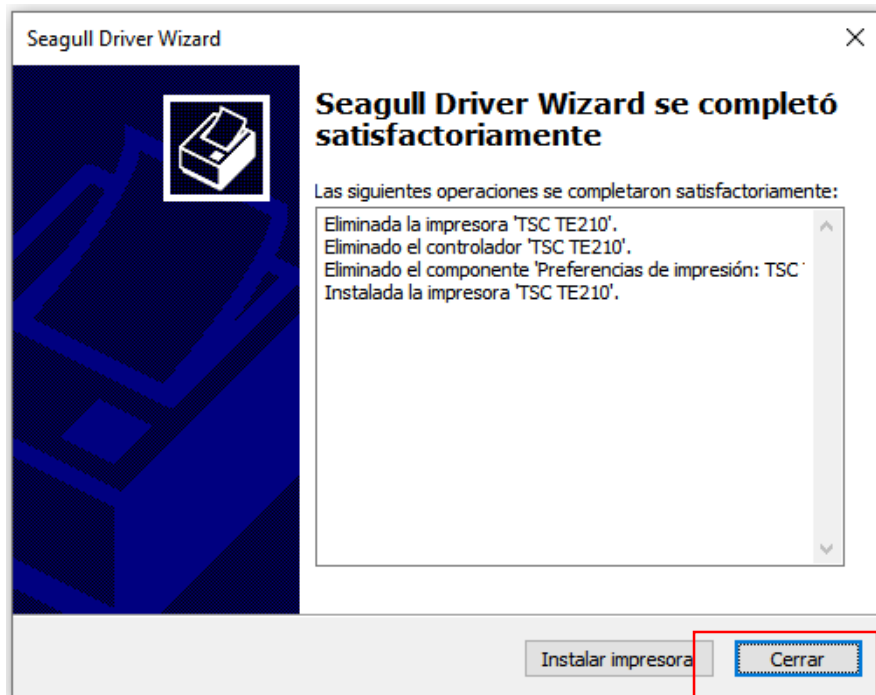 Seagull Driver Wizard
Seagull Driver Wizard se completó
satisfactoriamente
Las siguientes operaciones se completaron satisfactoriamente:
Eliminada la impresora 'TSC TE210'.
Eliminado el controlador 'TSC TE210'.
Eliminado el componente 'Preferencias de impresión: TSC
Instalada la impresora 'TSC TE210'.
Instalar impresora
Cerrar